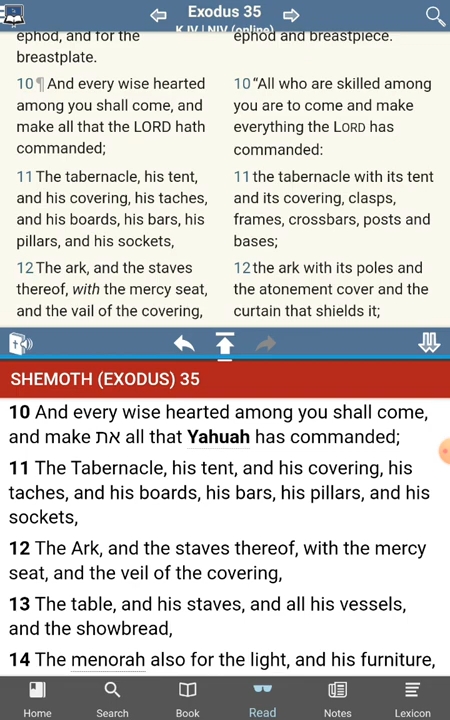 Exodus 35
KJV | NIV (online)
ephod, and for the
breastplate.
10¶ And every wise hearted
among you shall come, and
make all that the LORD hath
commanded;
11 The tabernacle, his tent,
and his covering, his taches,
and his boards, his bars, his
pillars, and his sockets,
12 The ark, and the staves
thereof, with the mercy seat,
and the vail of the covering,
ephod and breastpiece.
10 “All who are skilled among
you are to come and make
everything the LORD has
commanded:
11 the tabernacle with its tent
and its covering, clasps,
frames, crossbars, posts and
bases;
12 the ark with its poles and
the atonement cover and the
curtain that shields it;
SHEMOTH (EXODUS) 35
10 And every wise hearted among you shall come,
and make את all that Yahuah has commanded;
11 The Tabernacle, his tent, and his covering, his
taches, and his boards, his bars, his pillars, and his
sockets,
12 The Ark, and the staves thereof, with the mercy
seat, and the veil of the covering,
13 The table, and his staves, and all his vessels,
and the showbread,
14 The menorah also for the light, and his furniture,
Home
Search
Book
Read
Notes
Lexicon